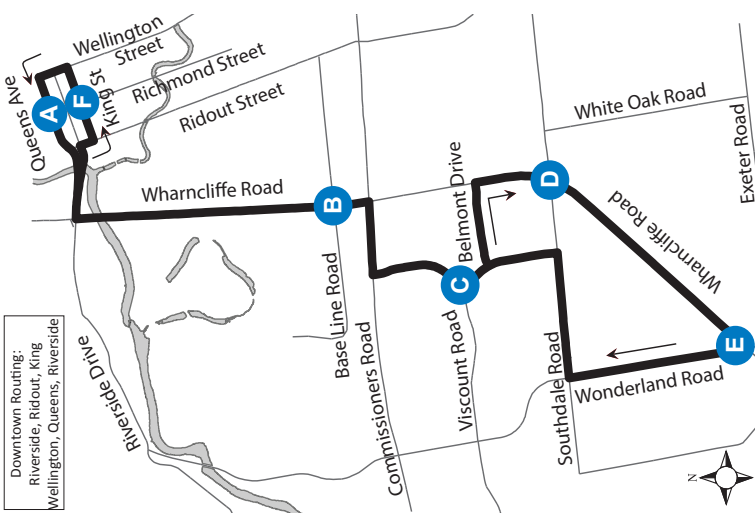 Wellington
Street
Richmond Street
Ridout Street
Queens Ave
King St
A
F
Wharncliffe Road
B
White Oak Road
Exeter Road
Belmont Drive
D
Wharncliffe Road
C
Base Line Road
Commissioners Road
Viscount Road
Southdale Road
Wonderland Road
E
Riverside Drive
Downtown Routing:
Riverside, Ridout, King
Wellington, Queens, Riverside
N